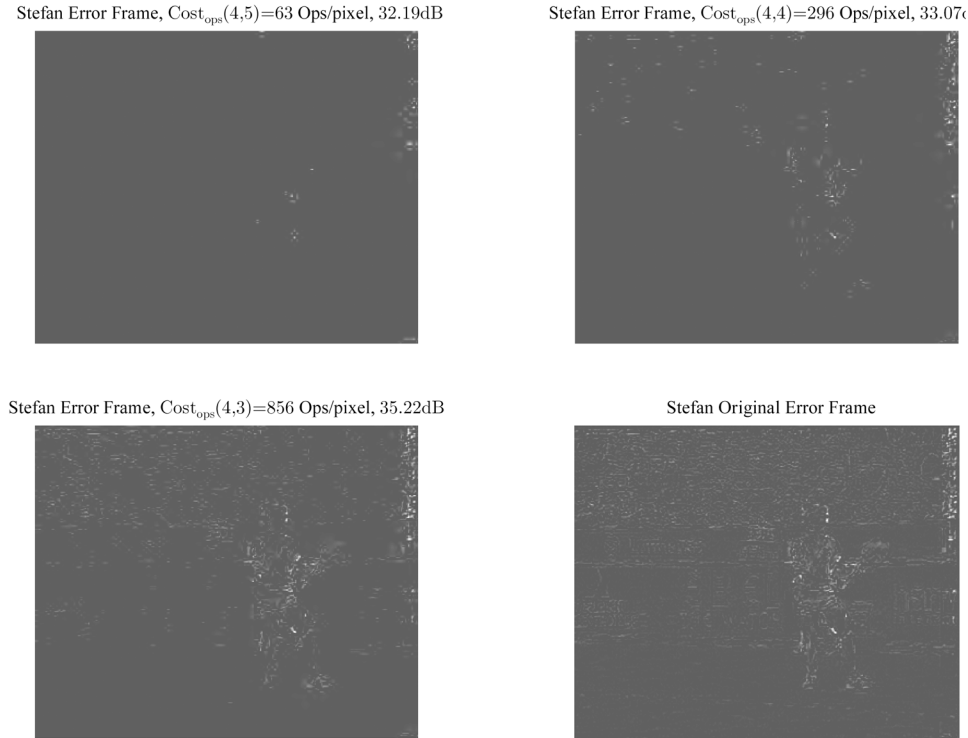 Stefan Error Frame, Cost_ops(4,5)=63 Ops/pixel, 32.19dB
Stefan Error Frame, Cost_ops(4,4)=296 Ops/pixel, 33.07
Stefan Error Frame, Cost_ops(4,3)=856 Ops/pixel, 35.22dB
Stefan Original Error Frame